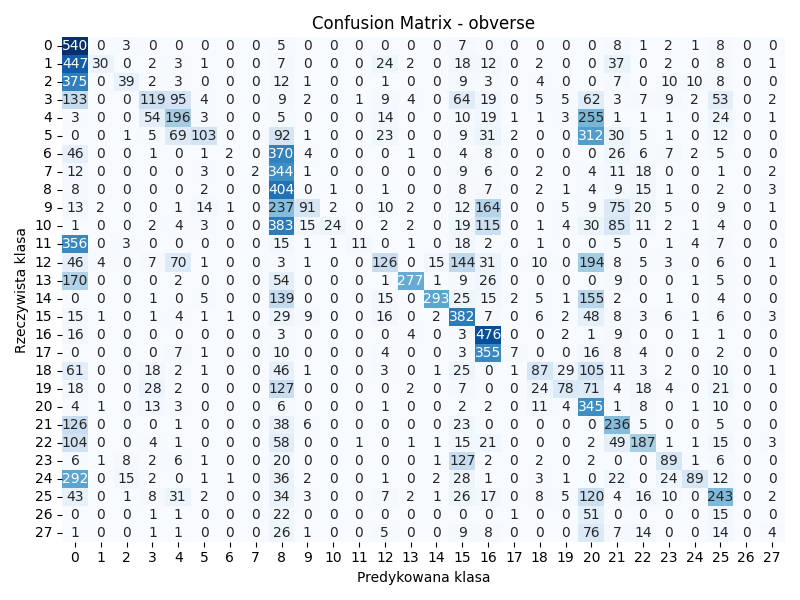 Confusion Matrix - obverse
Rzeczywista klasa
0 540 0 3 0 0 0 5 0 0 0 0 0 0 7 0 0 0 0 8 1 2 1 8 0 0
1 447 30 0 2 3 1 0 0 7 0 0 0 24 2 0 18 12 0 2 0 0 37 0 2 0 8 0 1
2 375 0 39 2 3 0 0 0 12 1 0 0 1 0 0 9 3 0 4 0 0 7 0 10 10 8 0 0
3 133 0 0 119 95 4 0 0 9 2 0 1 9 4 0 64 19 0 5 5 62 3 7 9 2 53 0 2
4 3 0 0 54 196 3 0 0 5 0 0 0 14 0 0 10 19 1 1 3 255 1 1 1 0 24 0 1
5 0 0 1 5 69 103 0 0 92 1 0 0 23 0 0 9 31 2 0 0 312 30 5 1 0 12 0 0
6 46 0 0 1 0 1 2 0 370 4 0 0 0 1 0 4 8 0 0 0 0 26 6 7 2 5 0 0
7 12 0 0 0 0 3 0 2 344 1 0 0 0 0 0 9 6 0 2 0 4 11 18 0 0 1 0 2
8 8 0 0 0 0 2 0 0 404 0 1 0 1 0 0 8 7 0 2 1 4 9 15 1 0 2 0 3
9 13 2 0 0 1 14 1 0 237 91 2 0 10 2 0 12 164 0 0 5 9 75 20 5 0 9 0 1
10 1 0 0 2 4 3 0 0 383 15 24 0 2 2 0 19 115 0 1 4 30 85 11 2 1 4 0 0
11 356 0 3 0 0 0 0 0 15 1 1 11 0 1 0 18 2 0 1 0 0 5 0 1 4 7 0 0
12 46 4 0 7 70 1 0 0 3 1 0 0 126 0 15 144 31 0 10 0 194 8 5 3 0 6 0 1
13 170 0 0 0 2 0 0 0 54 0 0 0 1 277 1 9 26 0 0 0 0 9 0 0 1 5 0 0
14 0 0 0 1 0 5 0 0 139 0 0 0 15 0 293 25 15 2 5 1 155 2 0 1 0 4 0 0
15 15 1 0 1 4 1 1 0 29 9 0 0 16 0 2 382 7 0 6 2 48 8 3 6 1 6 0 3
16 16 0 0 0 0 0 0 0 3 0 0 0 0 4 0 3 476 0 0 2 1 9 0 0 1 1 0 0
17 0 0 0 0 7 1 0 0 10 0 0 0 4 0 0 3 355 7 0 0 16 8 4 0 0 2 0 0
18 61 0 0 18 2 1 0 0 46 1 0 0 3 0 1 25 0 1 87 29 105 11 3 2 0 10 0 1
19 18 0 0 28 2 0 0 0 127 0 0 0 0 2 0 7 0 0 24 78 71 4 18 4 0 21 0 0
20 4 1 0 13 3 0 0 0 6 0 0 0 1 0 0 2 2 0 11 4 345 1 8 0 1 10 0 0
21 126 0 0 0 1 0 0 0 38 6 0 0 0 0 0 23 0 0 0 0 0 236 5 0 0 5 0 0
22 104 0 0 4 1 0 0 0 58 0 0 1 0 0 1 15 21 0 0 0 2 49 187 1 1 15 0 3
23 6 1 8 2 6 1 0 0 20 0 0 0 0 0 1 127 2 0 2 0 2 0 0 89 1 6 0 0
24 292 0 15 2 0 1 1 0 36 2 0 0 1 0 2 28 1 0 3 1 0 22 0 24 89 12 0 0
25 43 0 1 8 31 2 0 0 34 3 0 0 7 2 1 26 17 0 8 5 120 4 16 10 0 243 0 2
26 0 0 0 1 1 0 0 0 22 0 0 0 0 0 0 0 0 1 0 0 51 0 0 0 0 15 0 0
27 1 0 0 1 1 0 0 0 26 1 0 0 5 0 0 9 8 0 0 0 76 7 14 0 0 14 0 4
0 1 2 3 4 5 6 7 8 9 10 11 12 13 14 15 16 17 18 19 20 21 22 23 24 25 26 27
Predykowana klasa